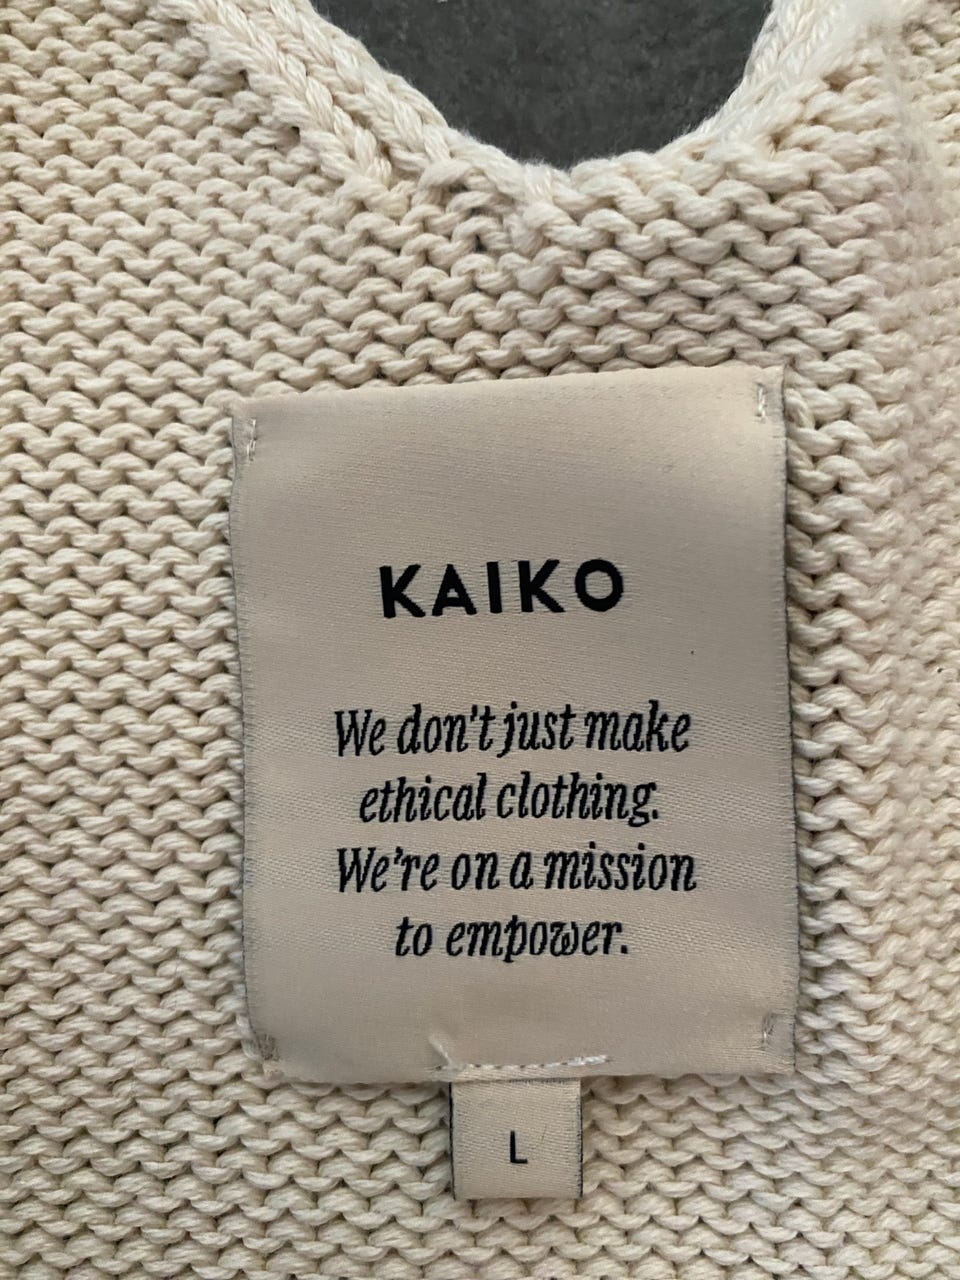 KAIKO
We don't just make
ethical clothing.
We're on a mission
to empower.
L